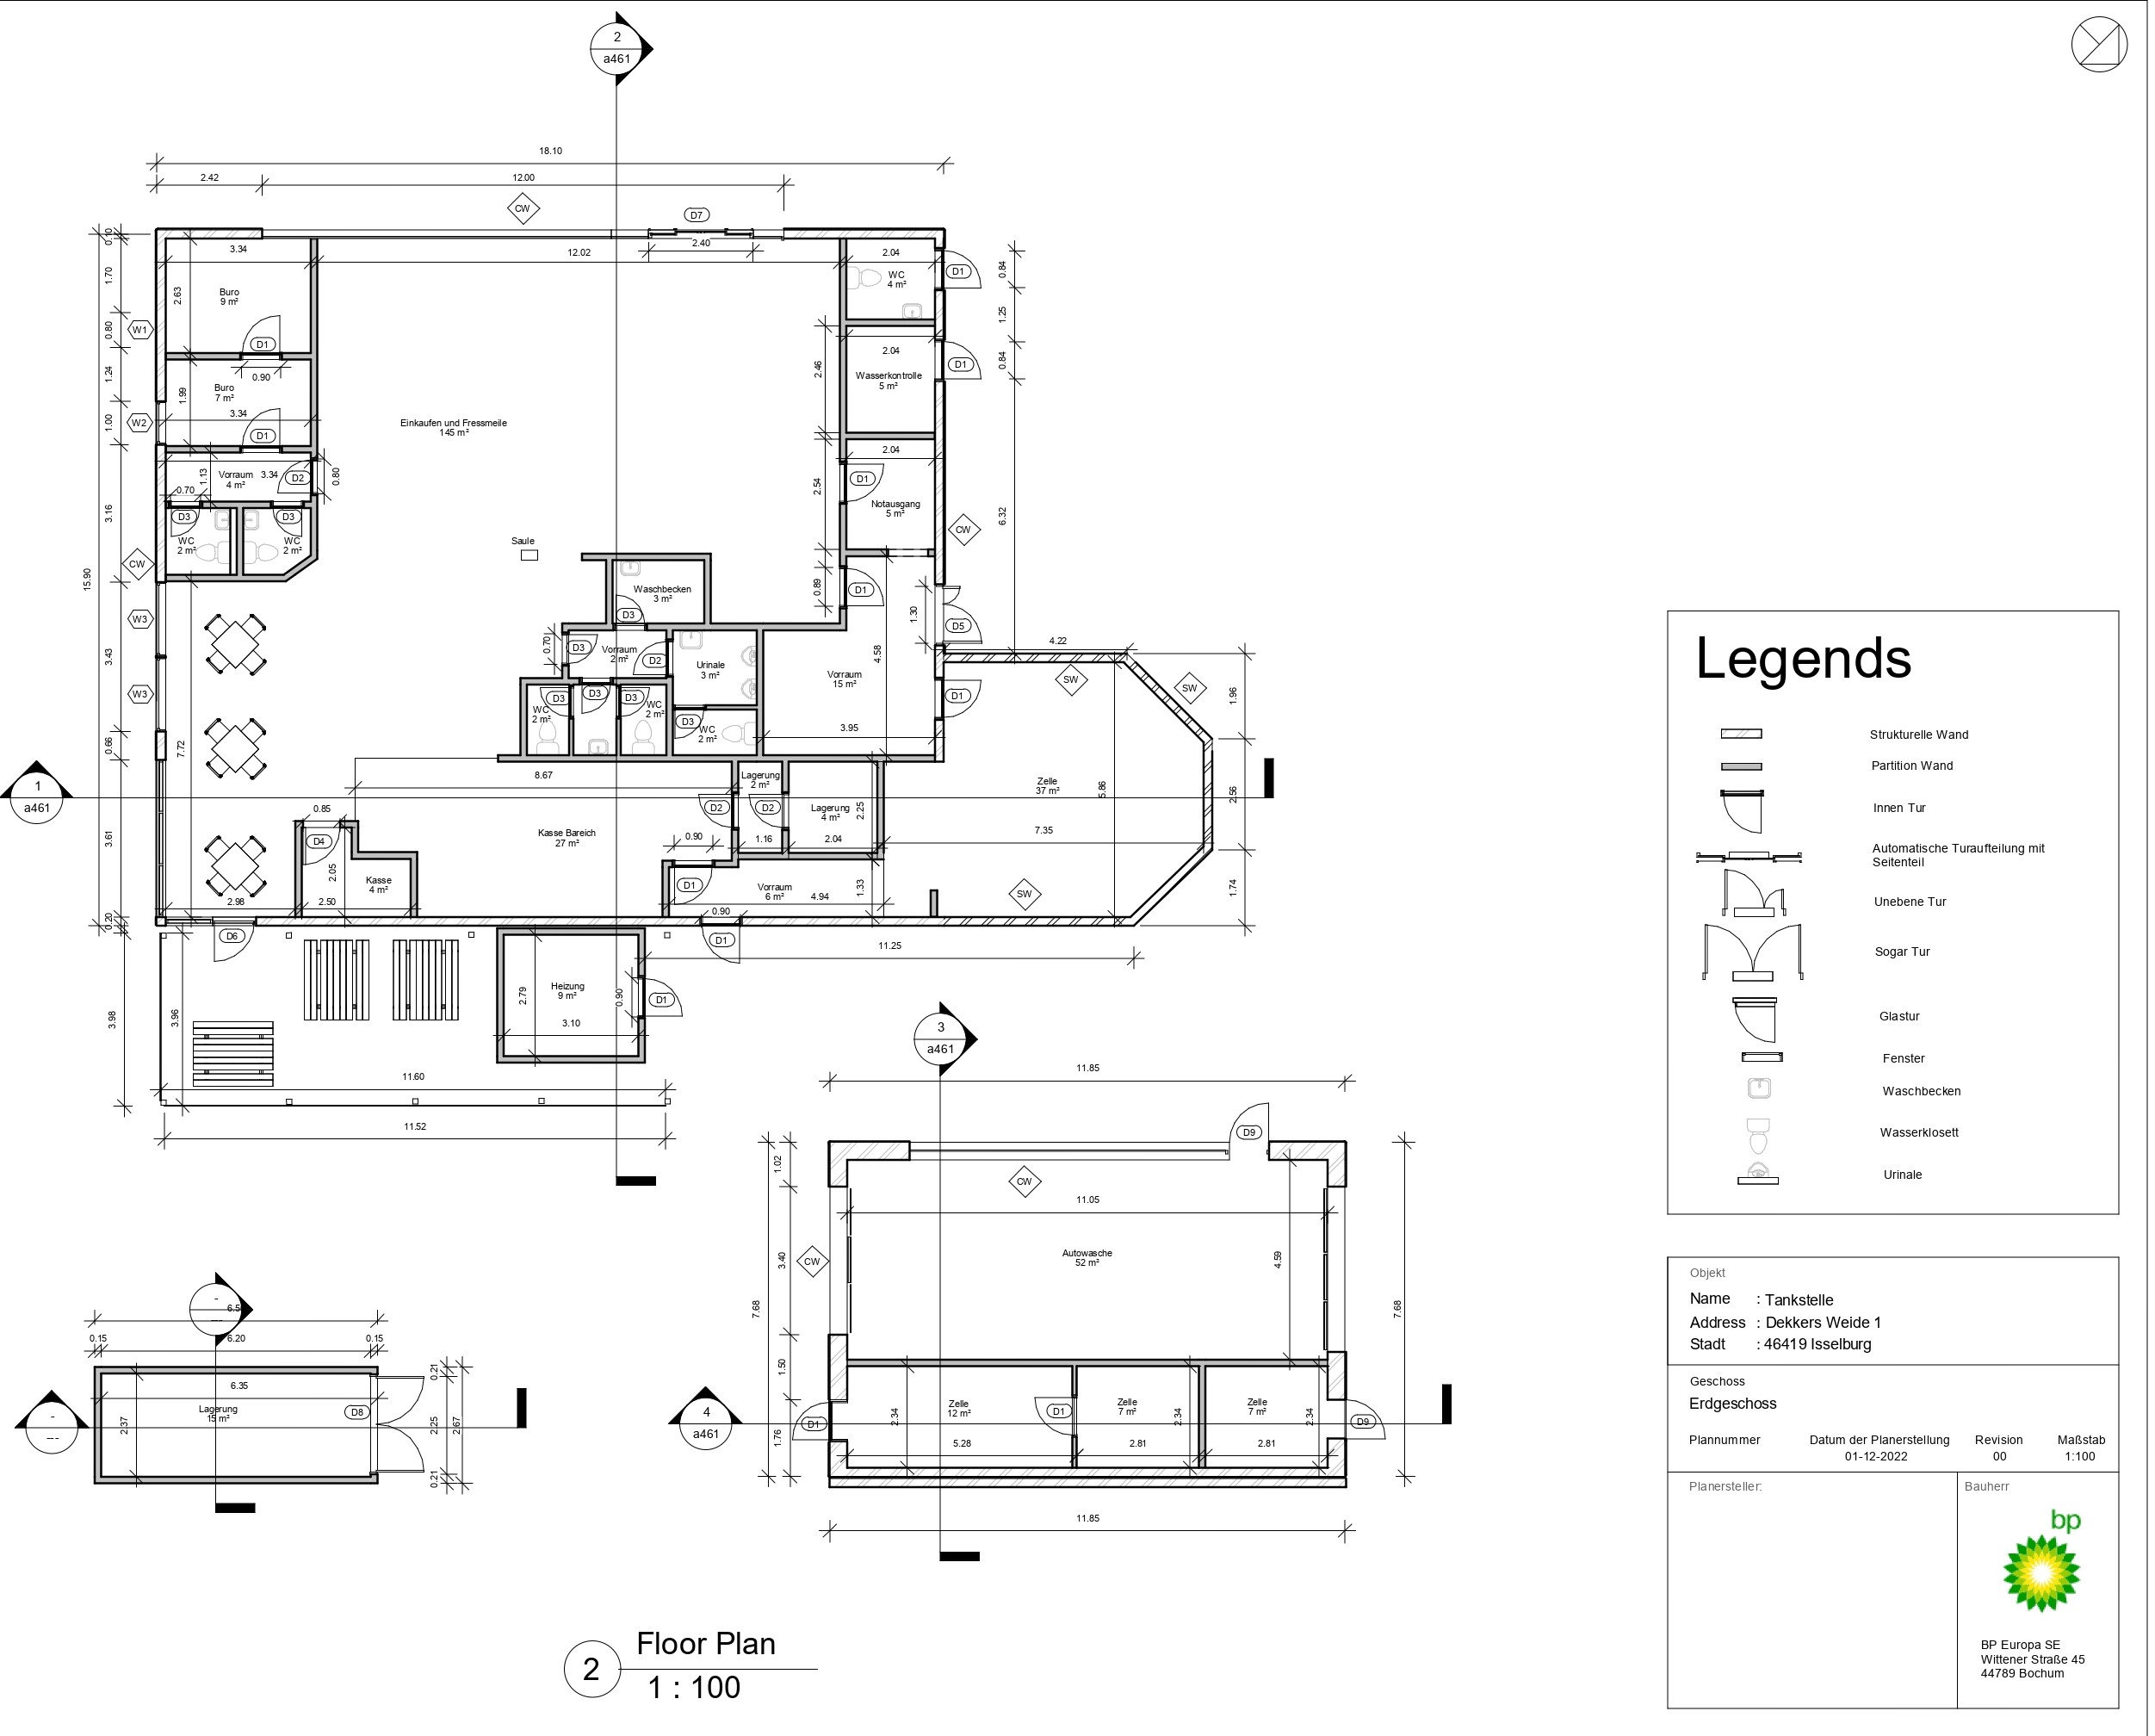 2
a461
18.10
2.42
12.00
CW
D7
2.40
0.10
3.34
12.02
2.04
1.70
2.63
Buro
9 m²
WC
4 m²
D1
0.84
W1
0.80
D1
1.25
1.24
0.90
2.46
2.04
Wasserkontrolle
5 m²
D1
0.84
Buro
7 m²
1.99
3.34
1.00
W2
D1
Einkaufen und Fressmeile
145 m²
2.04
Vorraum
4 m²
1.13
3.34
D2
0.80
0.70
D1
2.54
Notausgang
5 m²
3.16
D3
D3
WC
2 m²
WC
2 m²
CW
6.32
Saule
CW
15.90
Waschbecken
3 m²
D3
0.89
D1
1.30
W3
D5
0.70
D3
Vorraum
2 m²
D2
Urinale
3 m²
4.58
4.22
3.43
Vorraum
15 m²
SW
SW
1.96
W3
D3
D3
D3
D1
WC
2 m²
WC
2 m²
D3
WC
2 m²
3.95
0.66
7.72
8.67
Lagerung
2 m²
Zelle
37 m²
5.86
2.56
1
a461
0.85
D2
D2
Lagerung
4 m²
2.25
3.61
D4
Kasse Bareich
27 m²
0.90
1.16
2.04
7.35
2.05
Kasse
4 m²
D1
Vorraum
6 m²
4.94
1.33
SW
1.74
2.98
2.50
0.90
0.20
D6
D1
11.25
3.98
3.96
2.79
Heizung
9 m²
0.90
D1
3.10
11.60
11.52
3
a461
11.85
D9
1.02
CW
11.05
CW
3.40
Autowasche
52 m²
4.59
7.68
7.68
1.50
Zelle
12 m²
Zelle
7 m²
Zelle
7 m²
2.34
D1
2.34
2.34
4
a461
D1
D9
1.76
5.28
2.81
2.81
11.85
-
---
0.15
6.20
0.15
0.21
6.35
Lagerung
15 m²
D8
2.37
2.25
2.67
-
---
0.21
2
Floor Plan
1 : 100
Legends
Strukturelle Wand
Partition Wand
Innen Tur
Automatische Turaufteilung mit
Seitenteil
Unebene Tur
Sogar Tur
Glastur
Fenster
Waschbecken
Wasserklosett
Urinale
Objekt
Name : Tankstelle
Address : Dekkers Weide 1
Stadt : 46419 Isselburg
Geschoss
Erdgeschoss
Plannummer Datum der Planerstellung Revision Maßstab
01-12-2022 00 1:100
Planersteller: Bauherr
bp
BP Europa SE
Wittener Straße 45
44789 Bochum